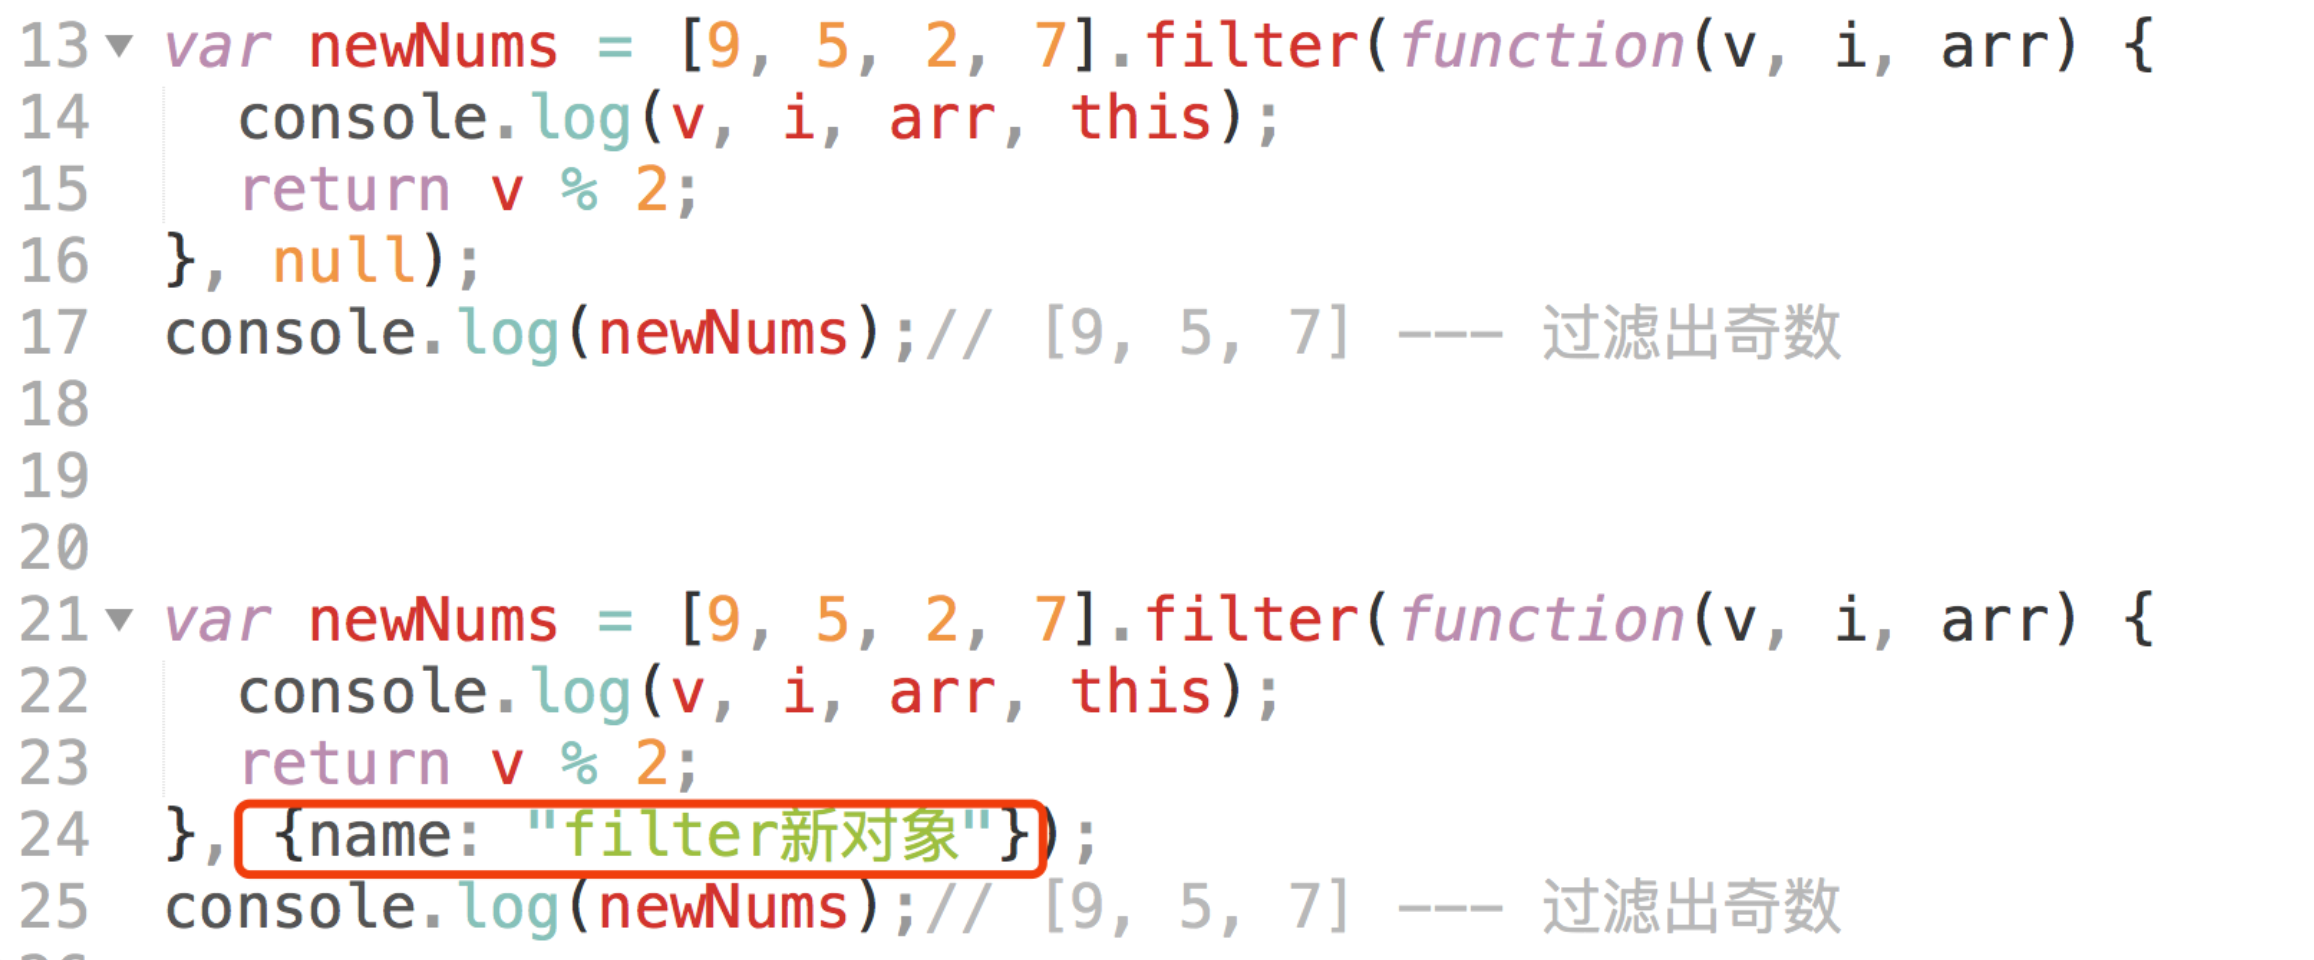 13 var newNums = [9, 5, 2, 7].filter(function(v, i, arr) {
14 console.log(v, i, arr, this);
15 return v % 2;
16 }, null);
17 console.log(newNums);// [9, 5, 7] --- 过滤出奇数
18
19
20
21 var newNums = [9, 5, 2, 7].filter(function(v, i, arr) {
22 console.log(v, i, arr, this);
23 return v % 2;
24 }, {name: "filter新对象"});
25 console.log(newNums);// [9, 5, 7] --- 过滤出奇数